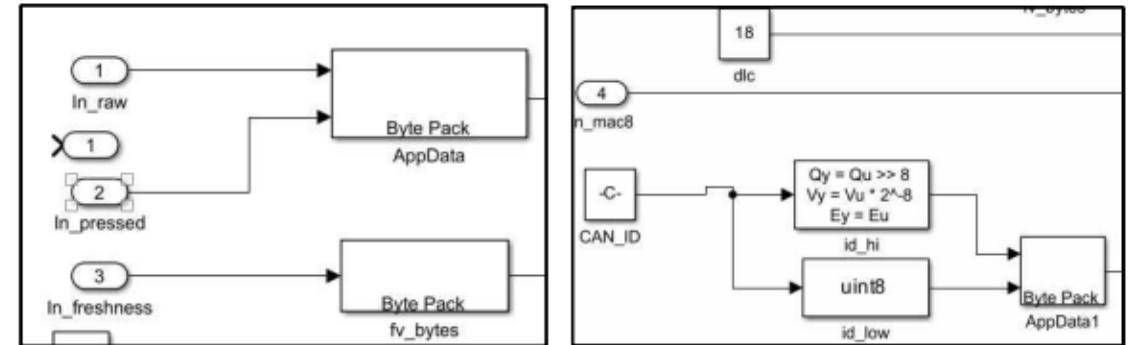 1
In_raw
1
2
In_pressed
3
In_freshness
Byte Pack
AppData
Byte Pack
fv_bytes
18
dlc
4
n_mac8
-C-
CAN_ID
Qy = Qu >> 8
Vy = Vu * 2^-8
Ey = Eu
id_hi
uint8
id_low
Byte Pack
AppData1